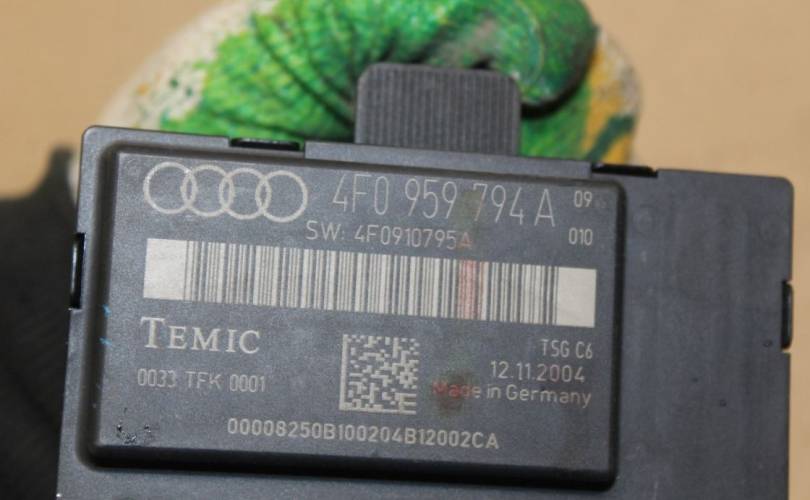 4F0 959 794 A 09
SW: 4F0910795A 010
TEMIC
TSG C6
12.11.2004
0033 TFK 0001
Made in Germany
00008250B100204B12002CA